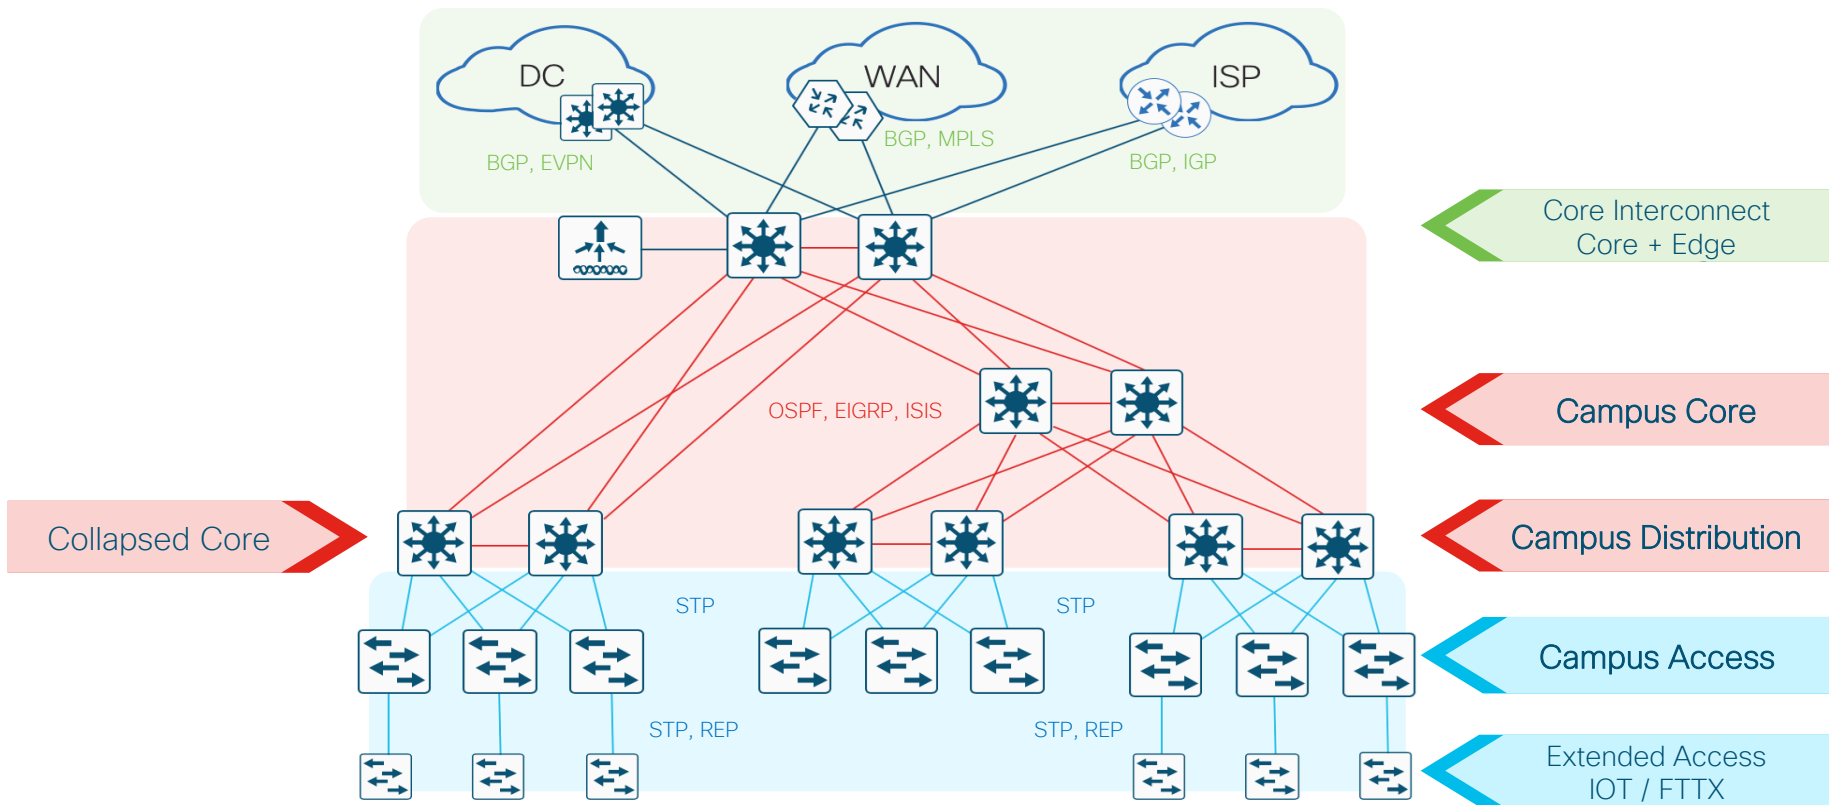 DC
WAN
ISP
BGP, MPLS
BGP, EVPN
BGP, IGP
Core Interconnect
Core + Edge
OSPF, EIGRP, ISIS
Campus Core
Collapsed Core
Campus Distribution
STP
STP
Campus Access
STP, REP
STP, REP
Extended Access
IOT / FTTX